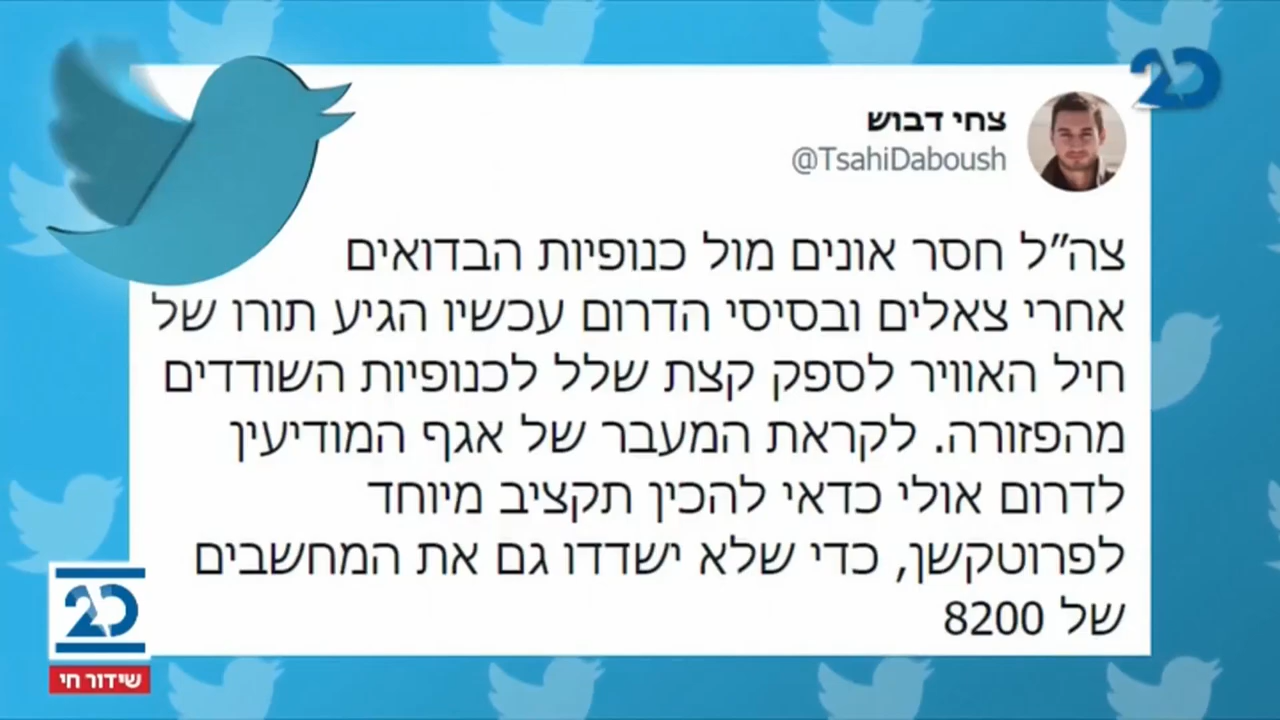 20
צחי דבוש
@TsahiDaboush
צה"ל חסר אונים מול כנופיות הבדואים
אחרי צאלים ובסיסי הדרום עכשיו הגיע תורו של
חיל האוויר לספק קצת שלל לכנופיות השודדים
מהפזורה. לקראת המעבר של אגף המודיעין
לדרום אולי כדאי להכין תקציב מיוחד
לפרוטקשן, כדי שלא ישדדו גם את המחשבים
של 8200
20
שידור חי